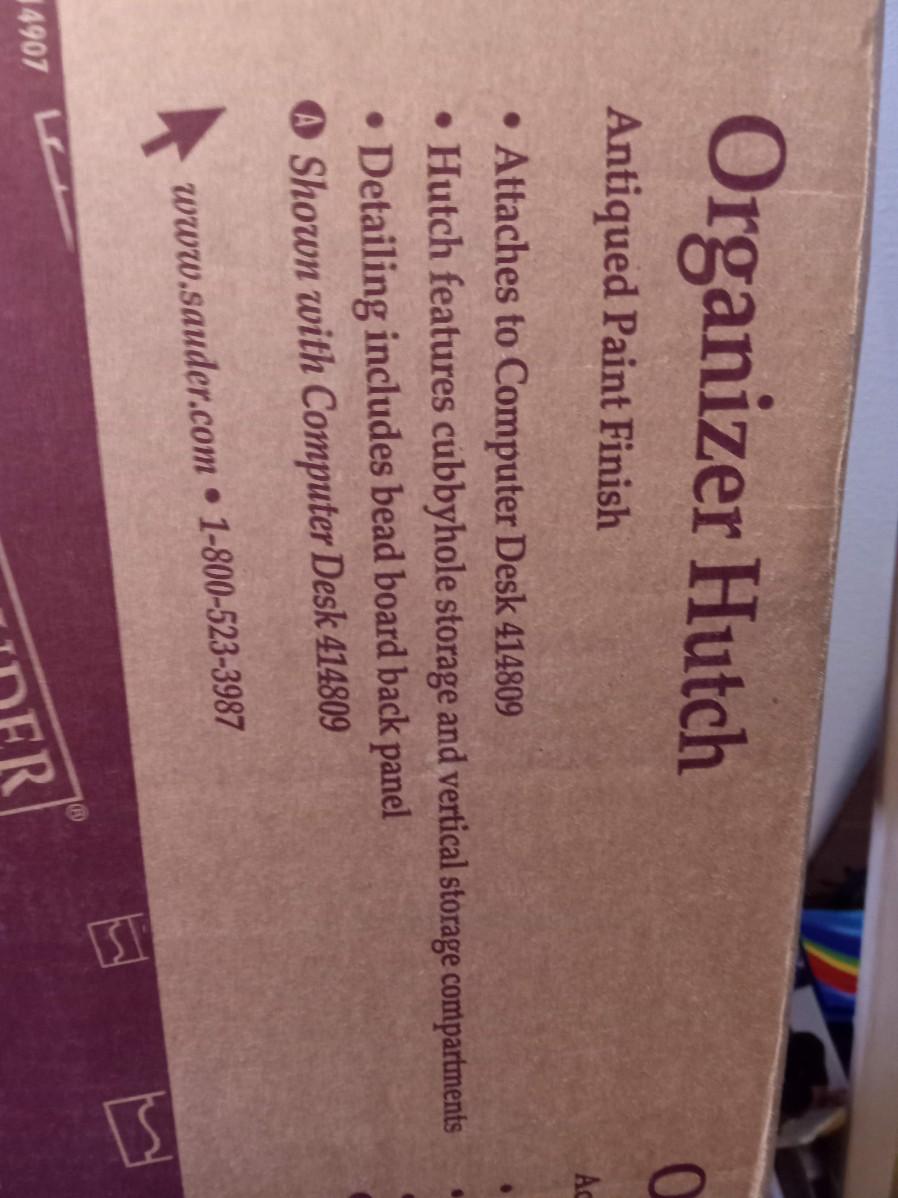 Organizer Hutch
Antiqued Paint Finish
• Attaches to Computer Desk 414809
• Hutch features cubbyhole storage and vertical storage compartments
• Detailing includes bead board back panel
Ⓐ Shown with Computer Desk 414809
www.sauder.com • 1-800-523-3987